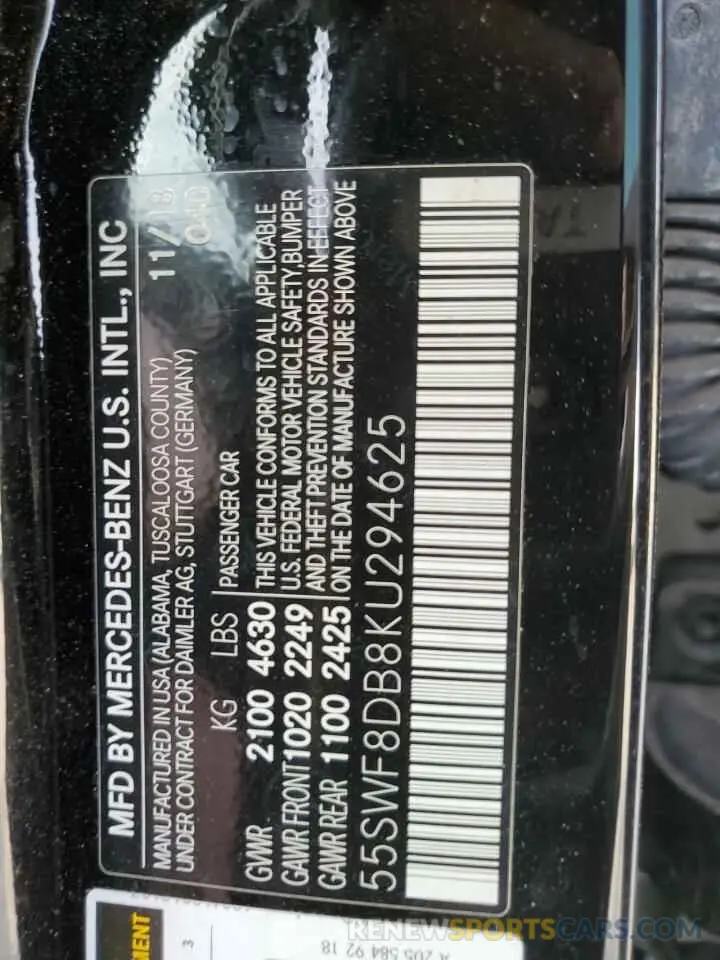 MFD BY MERCEDES-BENZ U.S. INTL., INC
MANUFACTURED IN USA (ALABAMA, TUSCALOOSA COUNTY) 11/18
UNDER CONTRACT FOR DAIMLER AG, STUTTGART (GERMANY) 040
KG LBS PASSENGER CAR
GVWR 2100 4630 THIS VEHICLE CONFORMS TO ALL APPLICABLE
GAWR FRONT 1020 2249 U.S. FEDERAL MOTOR VEHICLE SAFETY, BUMPER
GAWR REAR 1100 2425 AND THEFT PREVENTION STANDARDS IN EFFECT
ON THE DATE OF MANUFACTURE SHOWN ABOVE
55SWF8DB8KU294625
3
A 205 584 92 18
RENEWSPORTSCARS.COM